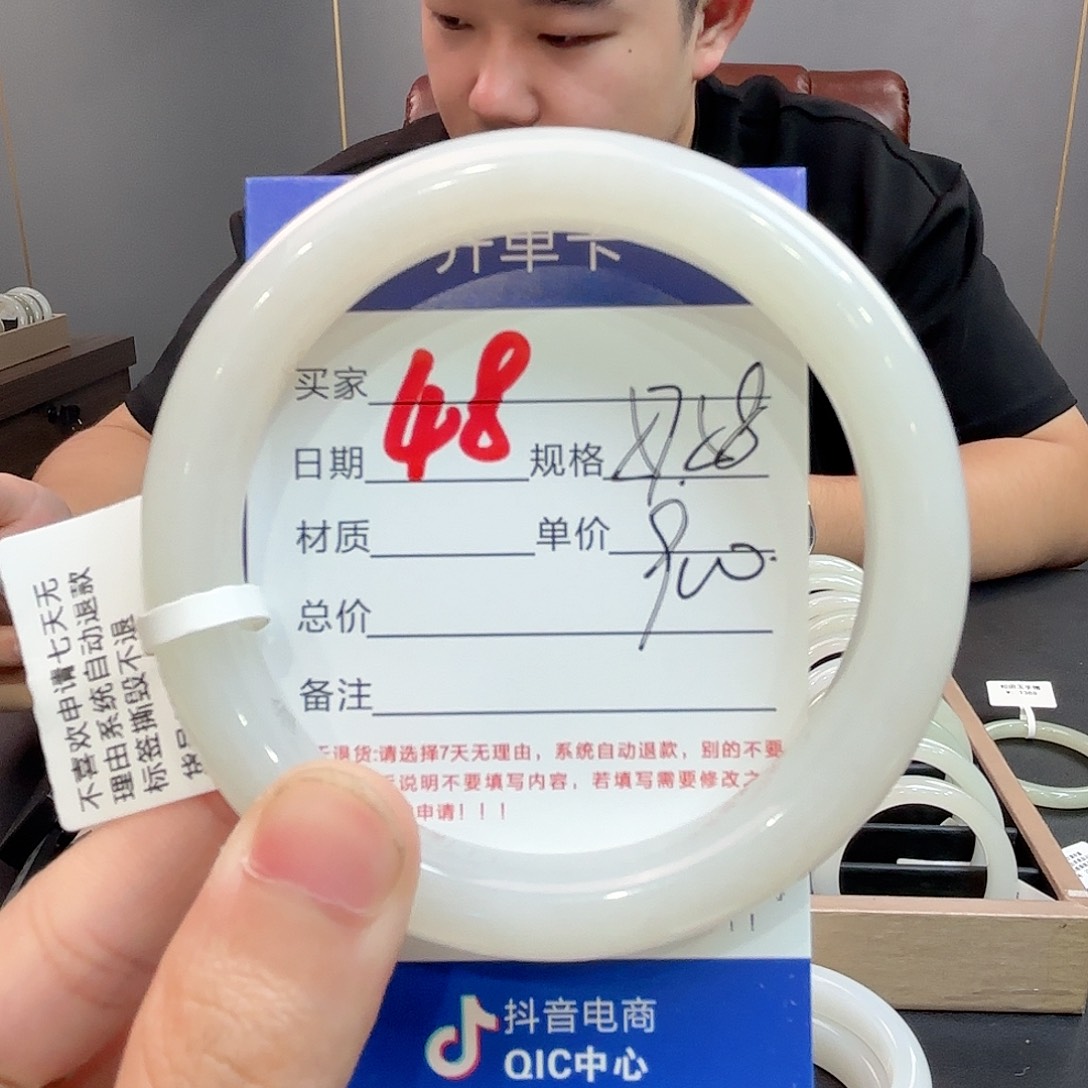 开单卡
买家
48
日期 规格
材质 单价
总价
备注
退货:请选择7天无理由，系统自动退款，别的不要
说明不要填写内容，若填写需要修改之
申请！！！
抖音电商
QIC中心
不喜欢申请七天无
理由系统自动退款
标签撕毁不退
货号